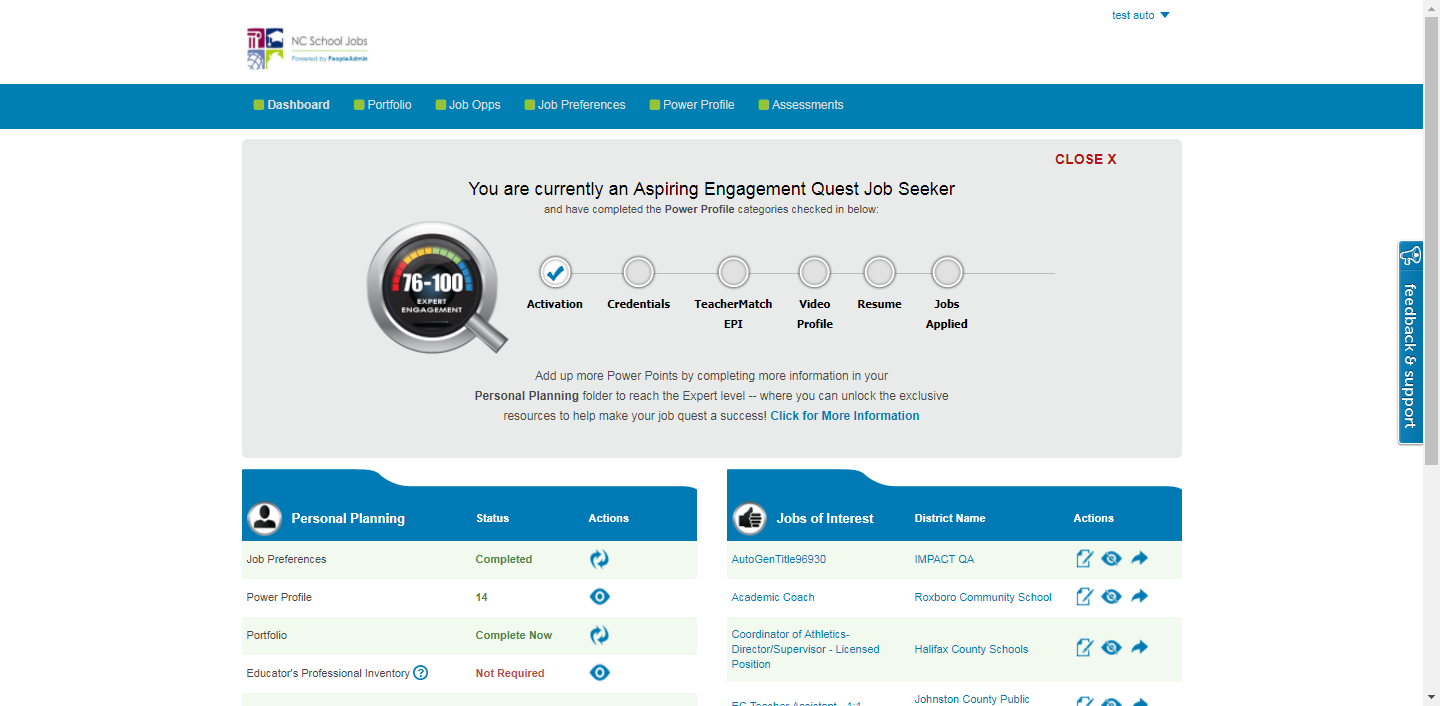 test auto
NC School Jobs
Powered by PeopleAdmin
Dashboard
Portfolio
Job Opps
Job Preferences
Power Profile
Assessments
CLOSE X
You are currently an Aspiring Engagement Quest Job Seeker
and have completed the Power Profile categories checked in below:
76-100
EXPERT
ENGAGEMENT
Activation
Credentials
TeacherMatch
EPI
Video
Profile
Resume
Jobs
Applied
Add up more Power Points by completing more information in your
Personal Planning folder to reach the Expert level -- where you can unlock the exclusive
resources to help make your job quest a success! Click for More Information
feedback & support
Personal Planning Status Actions
Job Preferences Completed
Power Profile 14
Portfolio Complete Now
Educator's Professional Inventory ? Not Required
Jobs of Interest District Name Actions
AutoGenTitle96930 IMPACT QA
Academic Coach Roxboro Community School
Coordinator of Athletics-
Director/Supervisor - Licensed
Position
Halifax County Schools
EC Teacher Assistant - 1:1
Johnston County Public